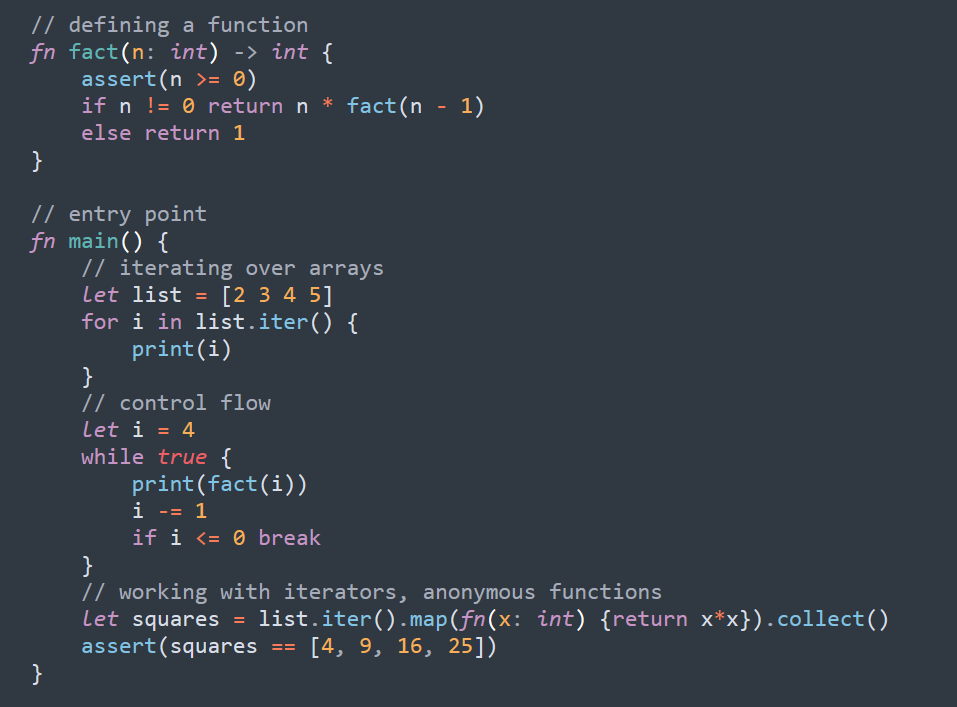 // defining a function
fn fact(n: int) -> int {
    assert(n >= 0)
    if n != 0 return n * fact(n - 1)
    else return 1
}

// entry point
fn main() {
    // iterating over arrays
    let list = [2 3 4 5]
    for i in list.iter() {
        print(i)
    }
    // control flow
    let i = 4
    while true {
        print(fact(i))
        i -= 1
        if i <= 0 break
    }
    // working with iterators, anonymous functions
    let squares = list.iter().map(fn(x: int) {return x*x}).collect()
    assert(squares == [4, 9, 16, 25])
}